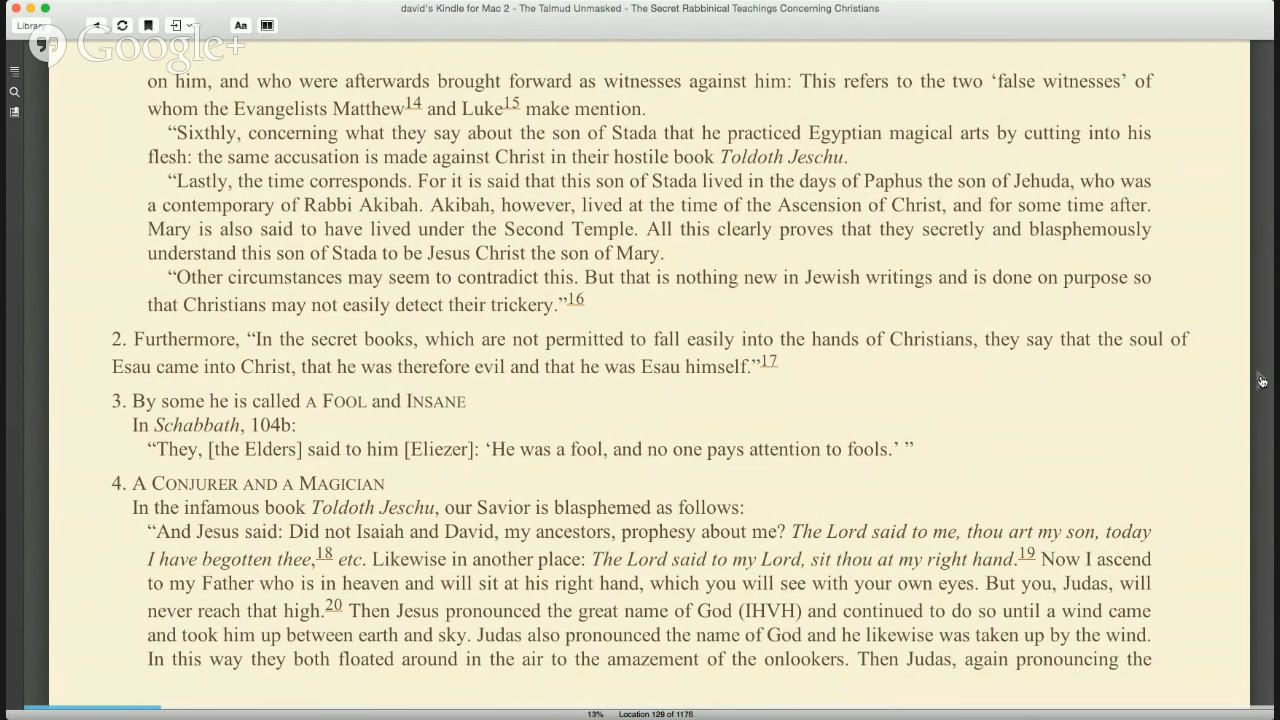 david's Kindle for Mac 2 - The Talmud Unmasked - The Secret Rabbinical Teachings Concerning Christians
Library
Aa
Google+
on him, and who were afterwards brought forward as witnesses against him: This refers to the two ‘false witnesses’ of
whom the Evangelists Matthew14 and Luke15 make mention.
“Sixthly, concerning what they say about the son of Stada that he practiced Egyptian magical arts by cutting into his
flesh: the same accusation is made against Christ in their hostile book Toldoth Jeschu.
“Lastly, the time corresponds. For it is said that this son of Stada lived in the days of Paphus the son of Jehuda, who was
a contemporary of Rabbi Akibah. Akibah, however, lived at the time of the Ascension of Christ, and for some time after.
Mary is also said to have lived under the Second Temple. All this clearly proves that they secretly and blasphemously
understand this son of Stada to be Jesus Christ the son of Mary.
“Other circumstances may seem to contradict this. But that is nothing new in Jewish writings and is done on purpose so
that Christians may not easily detect their trickery.”16
2. Furthermore, “In the secret books, which are not permitted to fall easily into the hands of Christians, they say that the soul of
Esau came into Christ, that he was therefore evil and that he was Esau himself.”17
3. By some he is called A FOOL and INSANE
In Schabbath, 104b:
“They, [the Elders] said to him [Eliezer]: ‘He was a fool, and no one pays attention to fools.’ ”
4. A CONJURER AND A MAGICIAN
In the infamous book Toldoth Jeschu, our Savior is blasphemed as follows:
“And Jesus said: Did not Isaiah and David, my ancestors, prophesy about me? The Lord said to me, thou art my son, today
I have begotten thee,18 etc. Likewise in another place: The Lord said to my Lord, sit thou at my right hand.19 Now I ascend
to my Father who is in heaven and will sit at his right hand, which you will see with your own eyes. But you, Judas, will
never reach that high.20 Then Jesus pronounced the great name of God (IHVH) and continued to do so until a wind came
and took him up between earth and sky. Judas also pronounced the name of God and he likewise was taken up by the wind.
In this way they both floated around in the air to the amazement of the onlookers. Then Judas, again pronouncing the
13% Location 129 of 1176